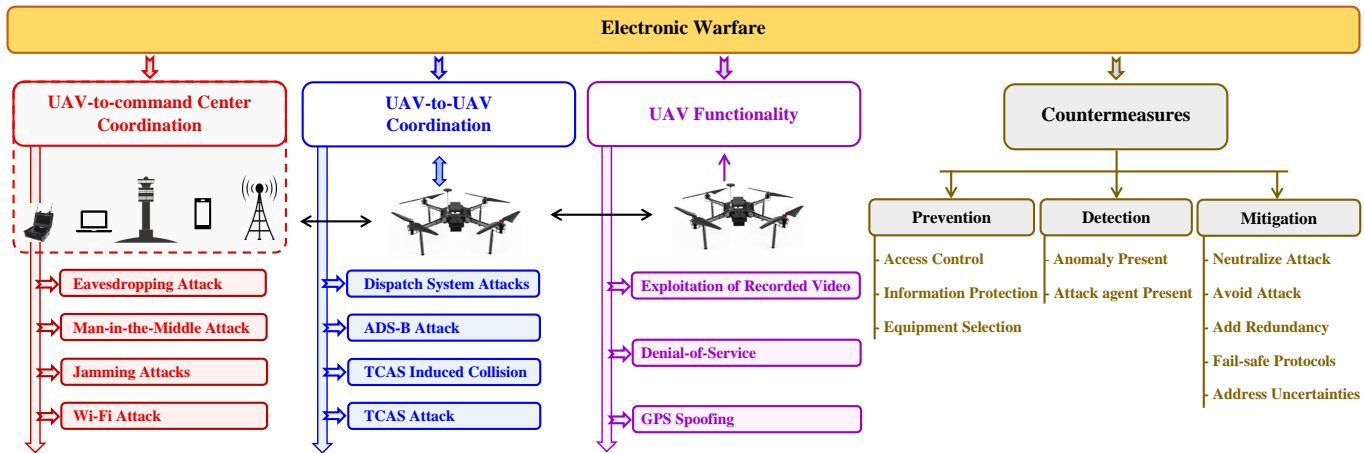 Electronic Warfare
UAV-to-command Center
Coordination
Eavesdropping Attack
Man-in-the-Middle Attack
Jamming Attacks
Wi-Fi Attack
UAV-to-UAV
Coordination
Dispatch System Attacks
ADS-B Attack
TCAS Induced Collision
TCAS Attack
UAV Functionality
Exploitation of Recorded Video
Denial-of-Service
GPS Spoofing
Countermeasures
Prevention
- Access Control
- Information Protection
- Equipment Selection
Detection
- Anomaly Present
- Attack agent Present
Mitigation
- Neutralize Attack
- Avoid Attack
- Add Redundancy
- Fail-safe Protocols
- Address Uncertainties